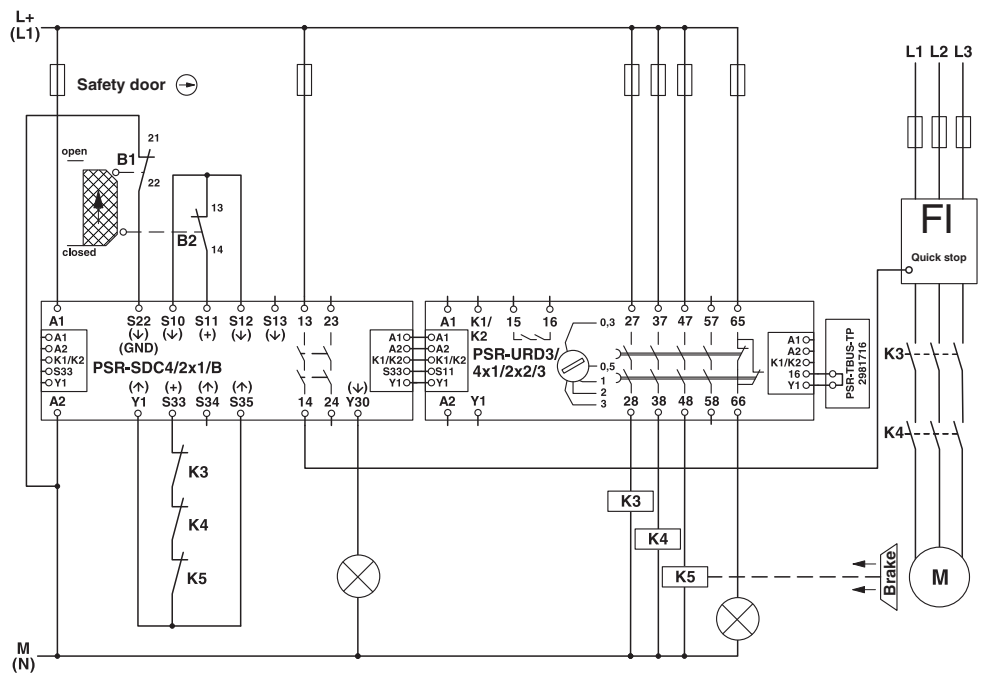 L+
(L1)
L1 L2 L3
Safety door
21
open
B1
22
13
B2
14
closed
FI
Quick stop
A1 S22 S10 S11 S12 S13 13 23
(↓) (↓) (+) (↓) (↓)
(GND)
A1
A2
K1/K2
S33
Y1
PSR-SDC4/2x1/B
A1
A2
K1/K2
S33
Y1
(↑) (+) (↑) (↑) (↓)
A2 Y1 S33 S34 S35 14 24 Y30
A1 K1/ 15 16 27 37 47 57 65
K2
A1
A2
K1/K2
S11
Y1
PSR-URD3/
4x1/2x2/3
0,3
0,5
1
2
3
A1
A2
K1/K2
16
Y1
A2 Y1 28 38 48 58 66
PSR-TBUS-TP
2981716
K3
K4
K3
K4
K5
K3
K4
K5
Brake
M
M
(N)